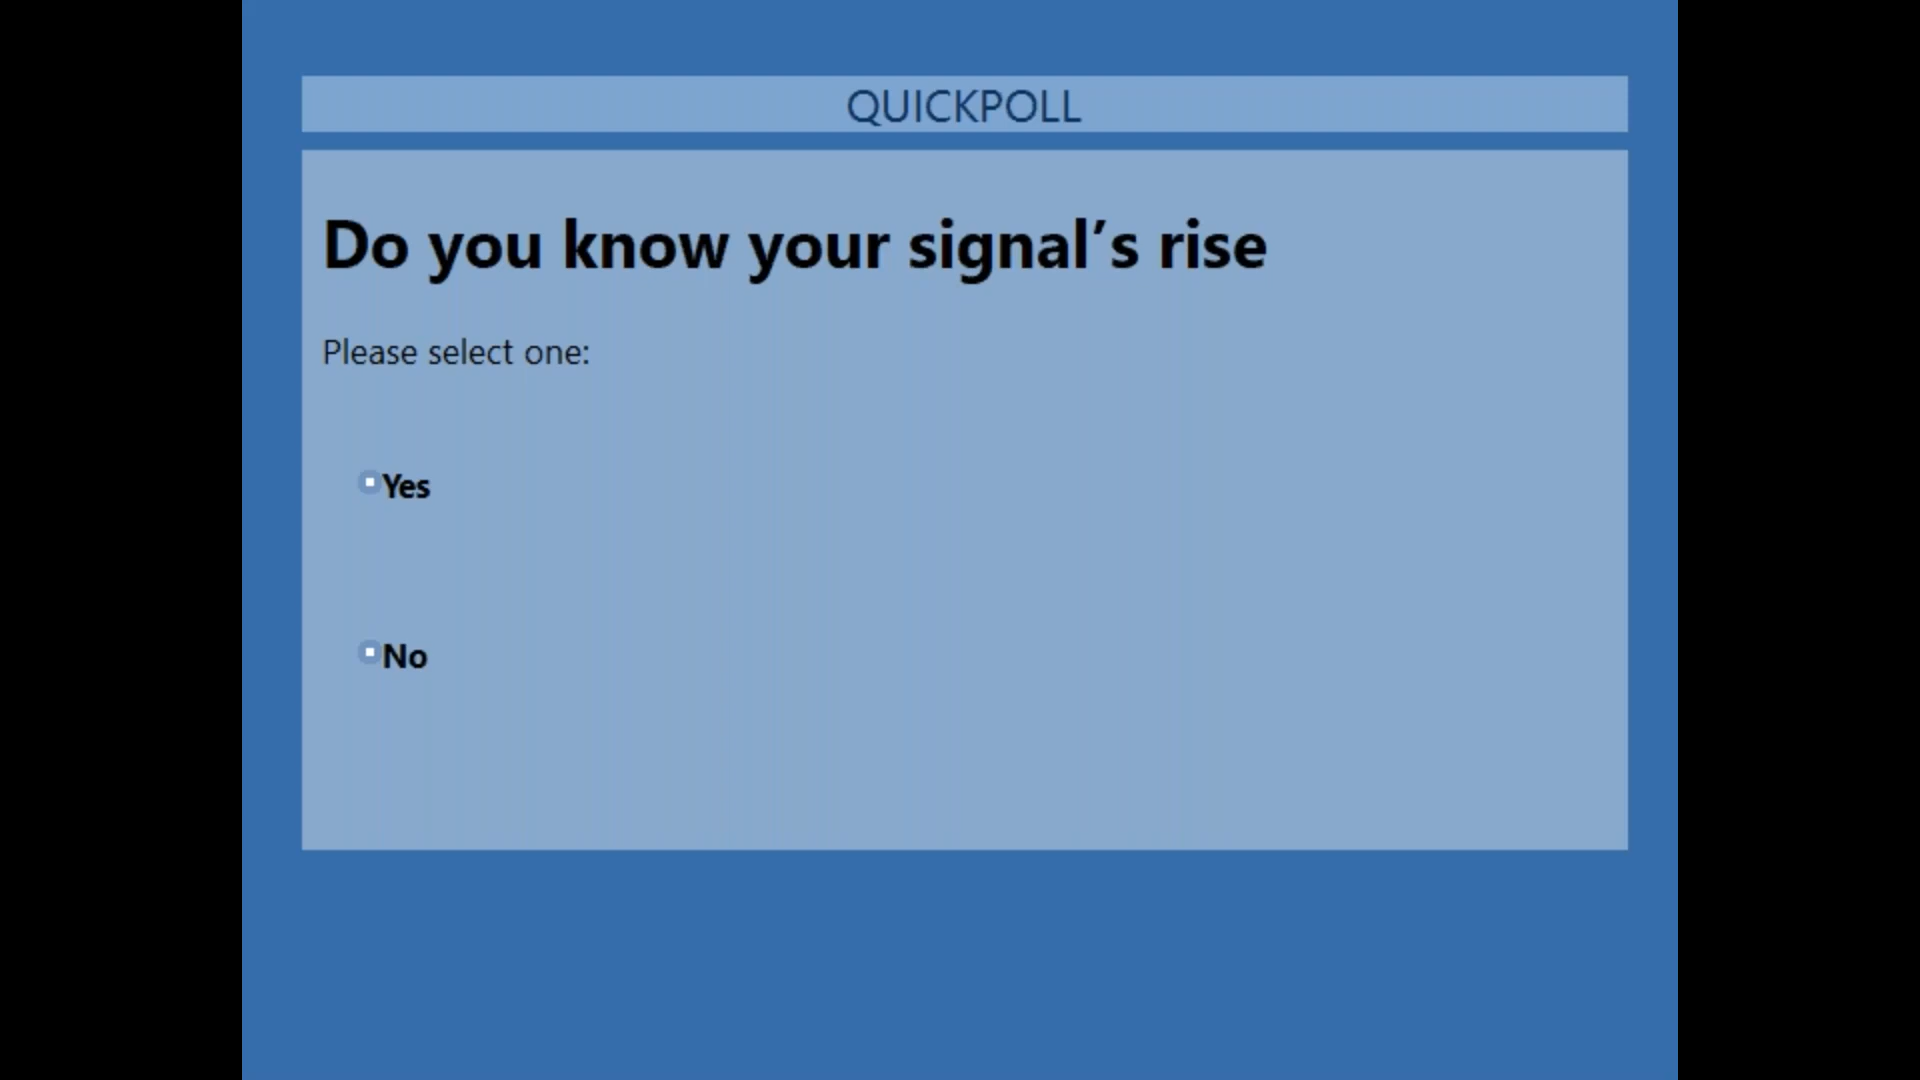 QUICKPOLL
Do you know your signal’s rise
Please select one:
Yes
No